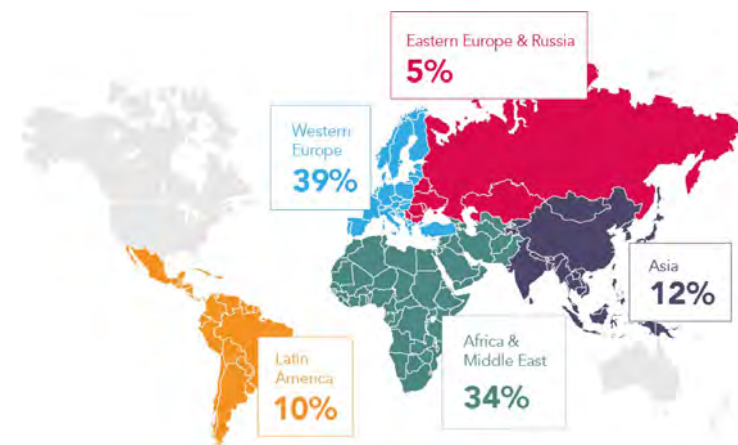 Eastern Europe & Russia
5%
Western
Europe
39%
Asia
12%
Africa &
Middle East
34%
Latin
America
10%